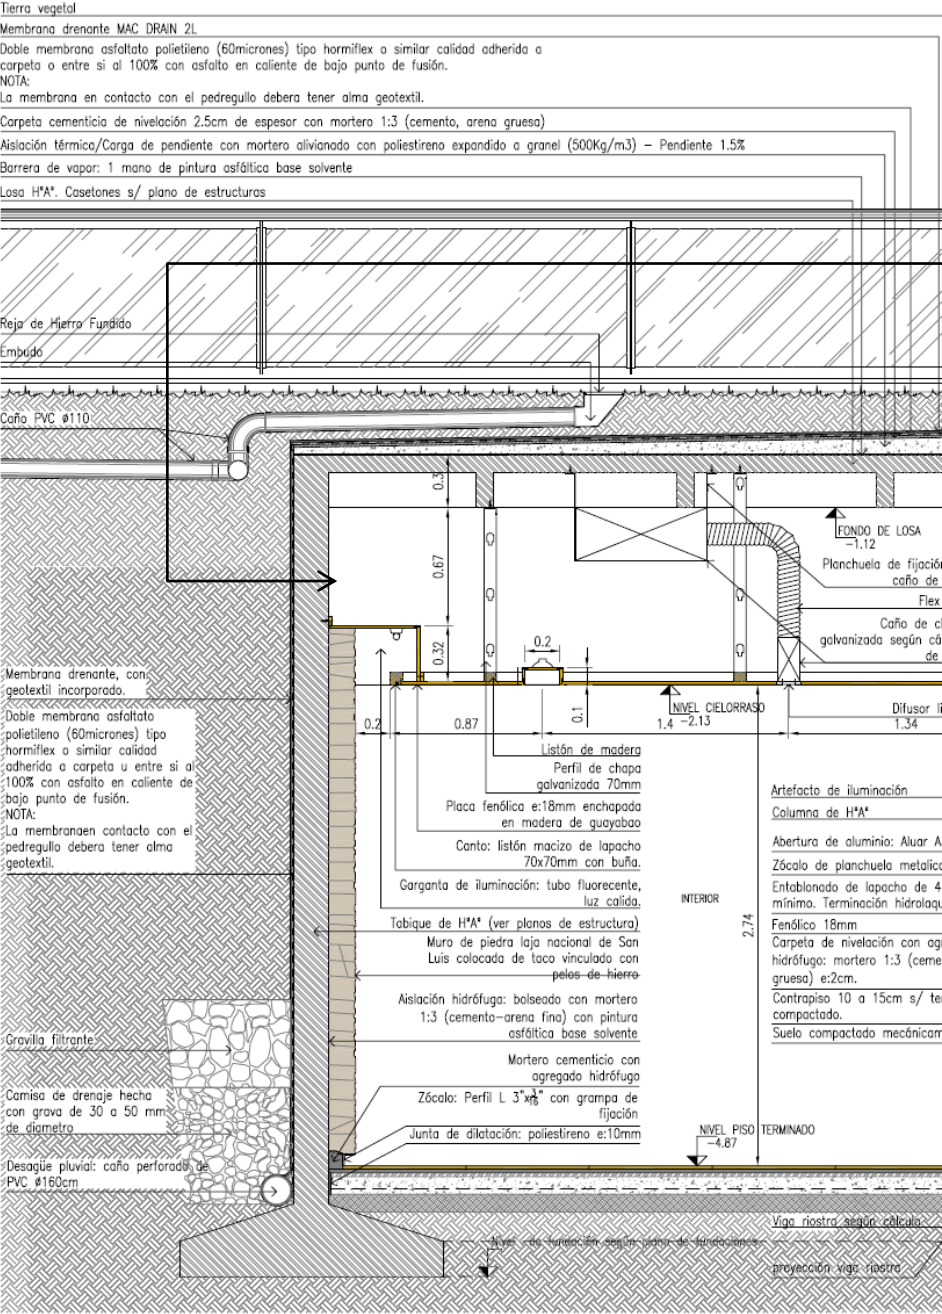 Tierra vegetal
Membrana drenante MAC DRAIN 2L
Doble membrana asfaltato polietileno (60micrones) tipo hormiflex o similar calidad adherida a
carpeta o entre si al 100% con asfalto en caliente de bajo punto de fusión.
NOTA:
La membrana en contacto con el pedregullo debera tener alma geotextil.
Carpeta cementicia de nivelación 2.5cm de espesor con mortero 1:3 (cemento, arena gruesa)
Aislación térmica/Carga de pendiente con mortero alivianado con poliestireno expandido a granel (500Kg/m3) – Pendiente 1.5%
Barrera de vapor: 1 mano de pintura asfáltica base solvente
Losa HºAº. Casetones s/ plano de estructuras
Reja de Hierro Fundido
Embudo
Caño PVC ø110
0.3
FONDO DE LOSA
-1.12
0.67
Planchuela de fijación
caño de
Flex
Caño de c
galvanizada según cá
de
0.32
0.2
0.1
NIVEL CIELORRASO
-2.13
Difusor li
0.2
0.87
1.4
1.34
Membrana drenante, con
geotextil incorporado.
Doble membrana asfaltato
polietileno (60micrones) tipo
hormiflex o similar calidad
adherida a carpeta u entre si al
100% con asfalto en caliente de
bajo punto de fusión.
NOTA:
La membranaen contacto con el
pedregullo debera tener alma
geotextil.
Listón de madera
Perfil de chapa
galvanizada 70mm
Placa fenólica e:18mm enchapada
en madera de guayabao
Canto: listón macizo de lapacho
70x70mm con buña.
Garganta de iluminación: tubo fluorecente,
luz calida.
Tabique de HºAº (ver planos de estructura)
Muro de piedra laja nacional de San
Luis colocada de taco vinculado con
pelos de hierro
Aislación hidrófuga: bolseado con mortero
1:3 (cemento-arena fina) con pintura
asfáltica base solvente
Mortero cementicio con
agregado hidrófugo
Zócalo: Perfil L 3"x3/16" con grampa de
fijación
Junta de dilatación: poliestireno e:10mm
INTERIOR
2.74
Artefacto de iluminación
Columna de HºAº
Abertura de aluminio: Aluar A
Zócalo de planchuela metalica
Entablonado de lapacho de 4
mínimo. Terminación hidrolaqu
Fenólico 18mm
Carpeta de nivelación con agr
hidrófugo: mortero 1:3 (ceme
gruesa) e:2cm.
Contrapiso 10 a 15cm s/ te
compactado.
Suelo compactado mecánicam
Gravilla filtrante
Camisa de drenaje hecha
con grava de 30 a 50 mm
de diametro
Desagüe pluvial: caño perforado de
PVC ø160cm
NIVEL PISO TERMINADO
-4.87
Viga riostra según cálculo
Nivel de fundación según plano de fundaciones
proyección viga riostra